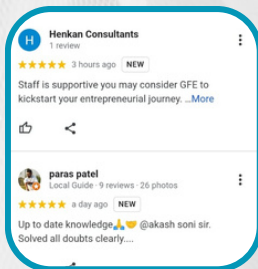 H
Henkan Consultants
1 review
★★★★★ 3 hours ago NEW
Staff is supportive you may consider GFE to
kickstart your entrepreneurial journey. ...More
paras patel
Local Guide · 9 reviews · 26 photos
★★★★★ a day ago NEW
Up to date knowledge🙏🤝 @akash soni sir.
Solved all doubts clearly....